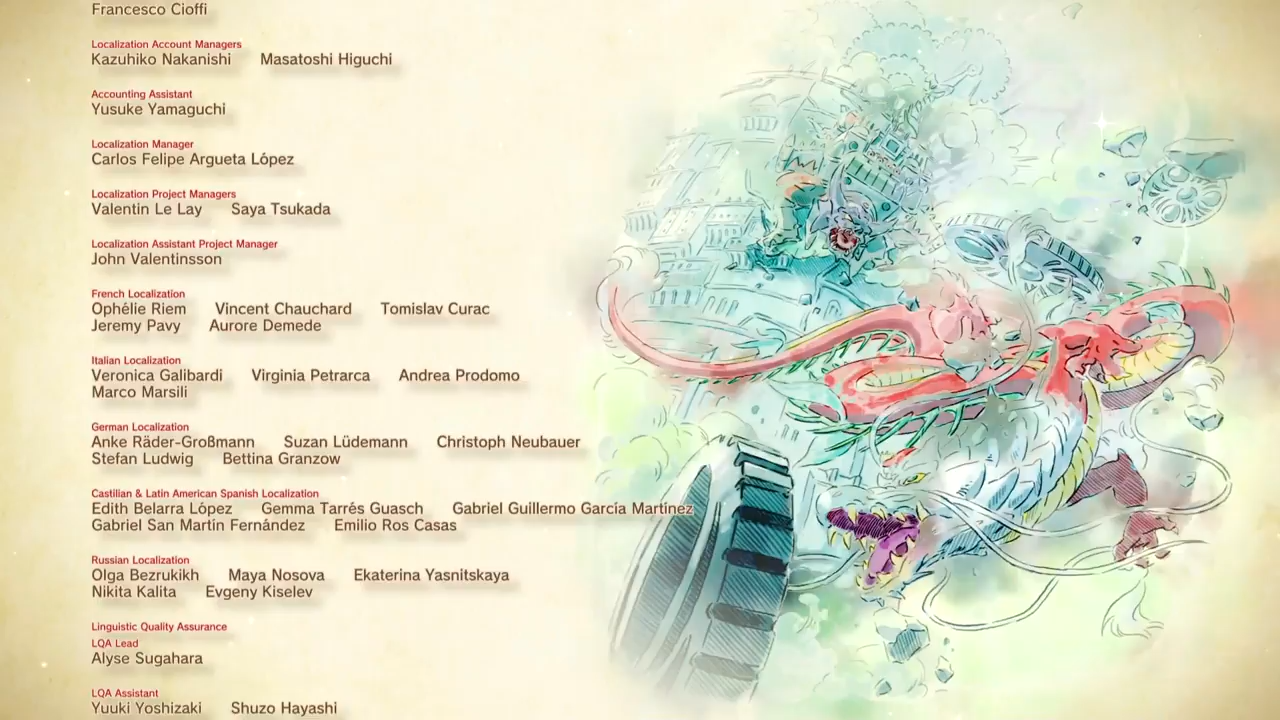 Francesco Cioffi
Localization Account Managers
Kazuhiko Nakanishi Masatoshi Higuchi
Accounting Assistant
Yusuke Yamaguchi
Localization Manager
Carlos Felipe Argueta López
Localization Project Managers
Valentin Le Lay Saya Tsukada
Localization Assistant Project Manager
John Valentinsson
French Localization
Ophélie Riem Vincent Chauchard Tomislav Curac
Jeremy Pavy Aurore Demede
Italian Localization
Veronica Galibardi Virginia Petrarca Andrea Prodomo
Marco Marsili
German Localization
Anke Räder-Großmann Suzan Lüdemann Christoph Neubauer
Stefan Ludwig Bettina Granzow
Castilian & Latin American Spanish Localization
Edith Belarra López Gemma Tarrés Guasch Gabriel Guillermo García Martínez
Gabriel San Martín Fernández Emilio Ros Casas
Russian Localization
Olga Bezrukikh Maya Nosova Ekaterina Yasnitskaya
Nikita Kalita Evgeny Kiselev
Linguistic Quality Assurance
LQA Lead
Alyse Sugahara
LQA Assistant
Yuuki Yoshizaki Shuzo Hayashi